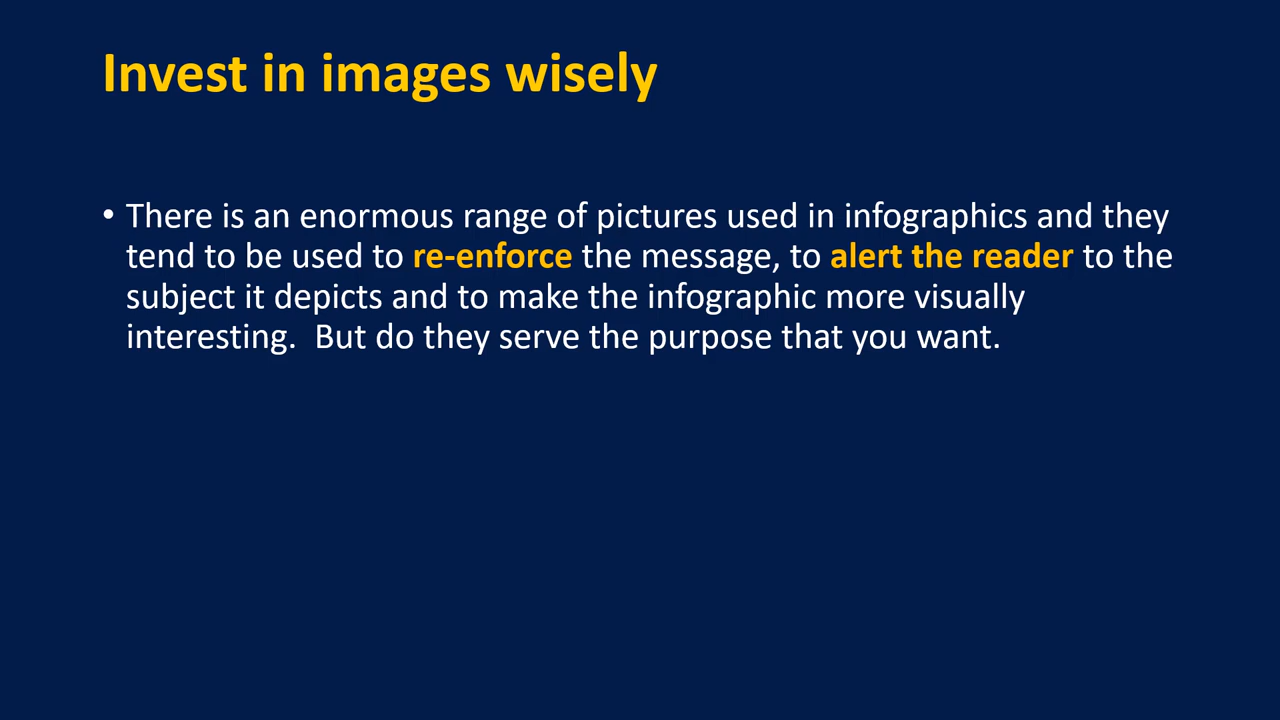 Invest in images wisely
• There is an enormous range of pictures used in infographics and they
tend to be used to re-enforce the message, to alert the reader to the
subject it depicts and to make the infographic more visually
interesting.  But do they serve the purpose that you want.